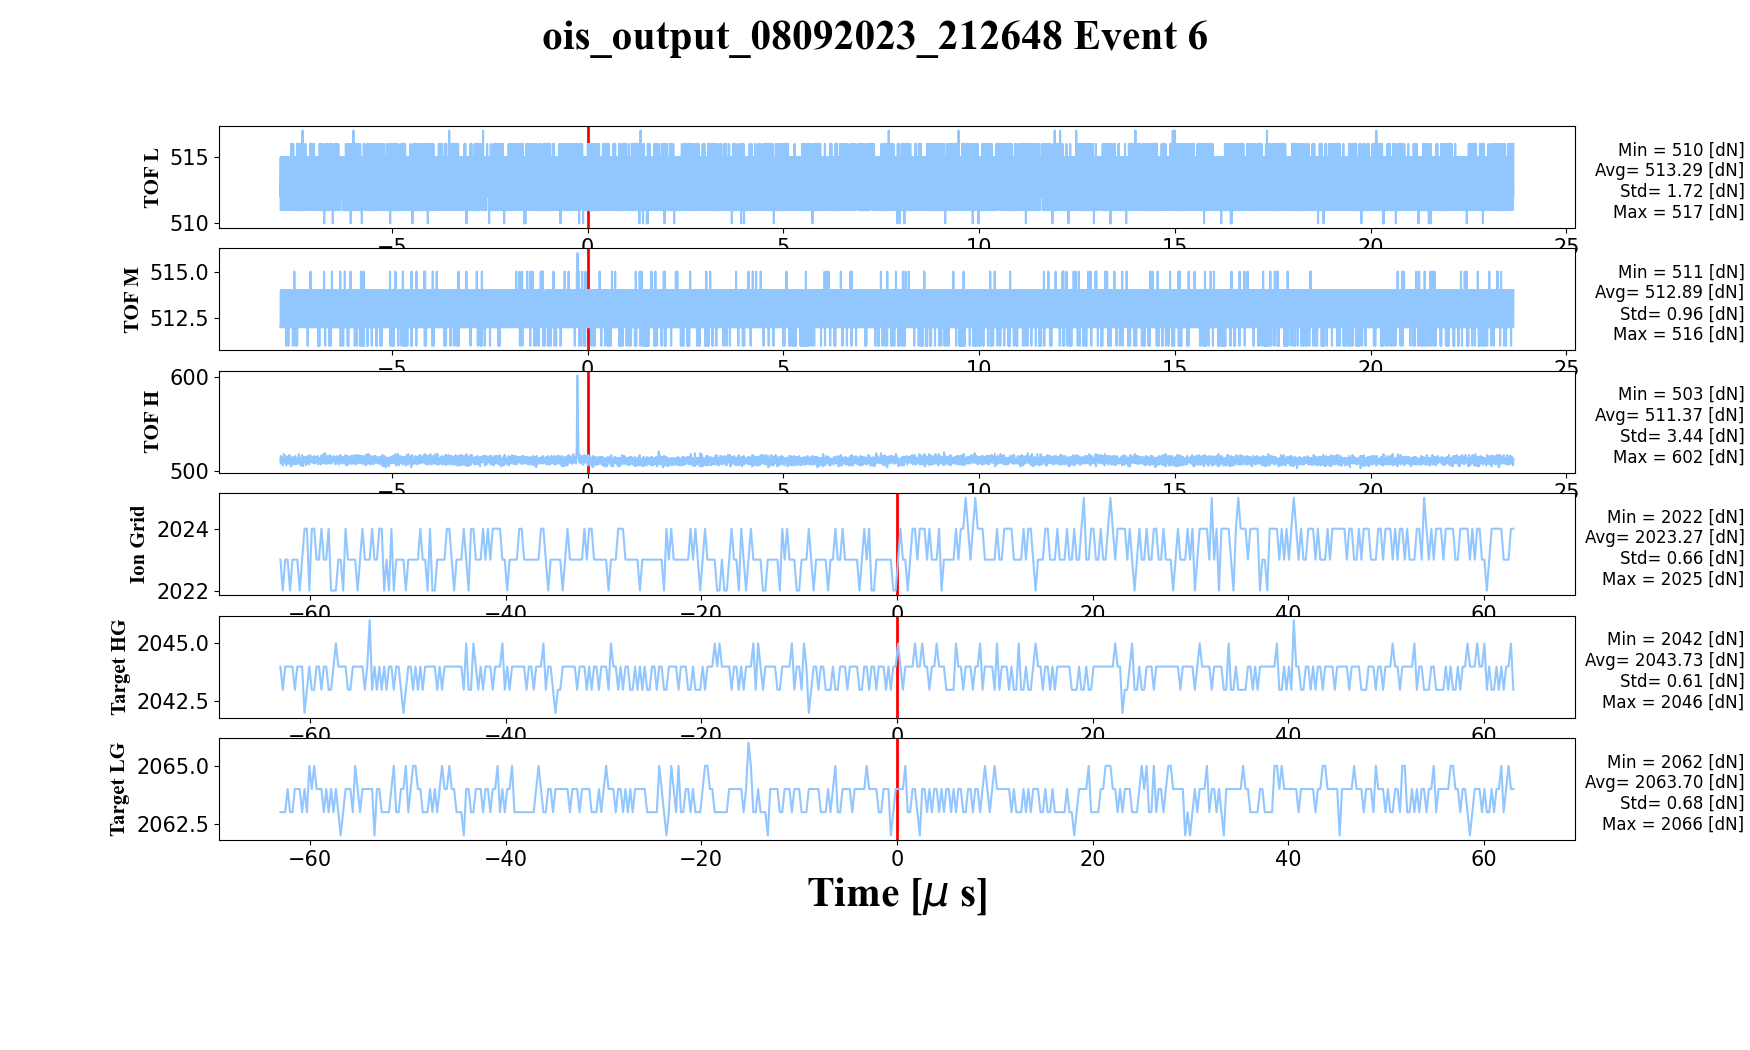 ois_output_08092023_212648 Event 6
TOF L
515
510
−5
0
5
10
15
20
25
Min = 510 [dN]
Avg= 513.29 [dN]
Std= 1.72 [dN]
Max = 517 [dN]
TOF M
515.0
512.5
−5
0
5
10
15
20
25
Min = 511 [dN]
Avg= 512.89 [dN]
Std= 0.96 [dN]
Max = 516 [dN]
TOF H
600
500
−5
0
5
10
15
20
25
Min = 503 [dN]
Avg= 511.37 [dN]
Std= 3.44 [dN]
Max = 602 [dN]
Ion Grid
2024
2022
−60
−40
−20
0
20
40
60
Min = 2022 [dN]
Avg= 2023.27 [dN]
Std= 0.66 [dN]
Max = 2025 [dN]
Target HG
2045.0
2042.5
−60
−40
−20
0
20
40
60
Min = 2042 [dN]
Avg= 2043.73 [dN]
Std= 0.61 [dN]
Max = 2046 [dN]
Target LG
2065.0
2062.5
−60
−40
−20
0
20
40
60
Min = 2062 [dN]
Avg= 2063.70 [dN]
Std= 0.68 [dN]
Max = 2066 [dN]
Time [μ s]